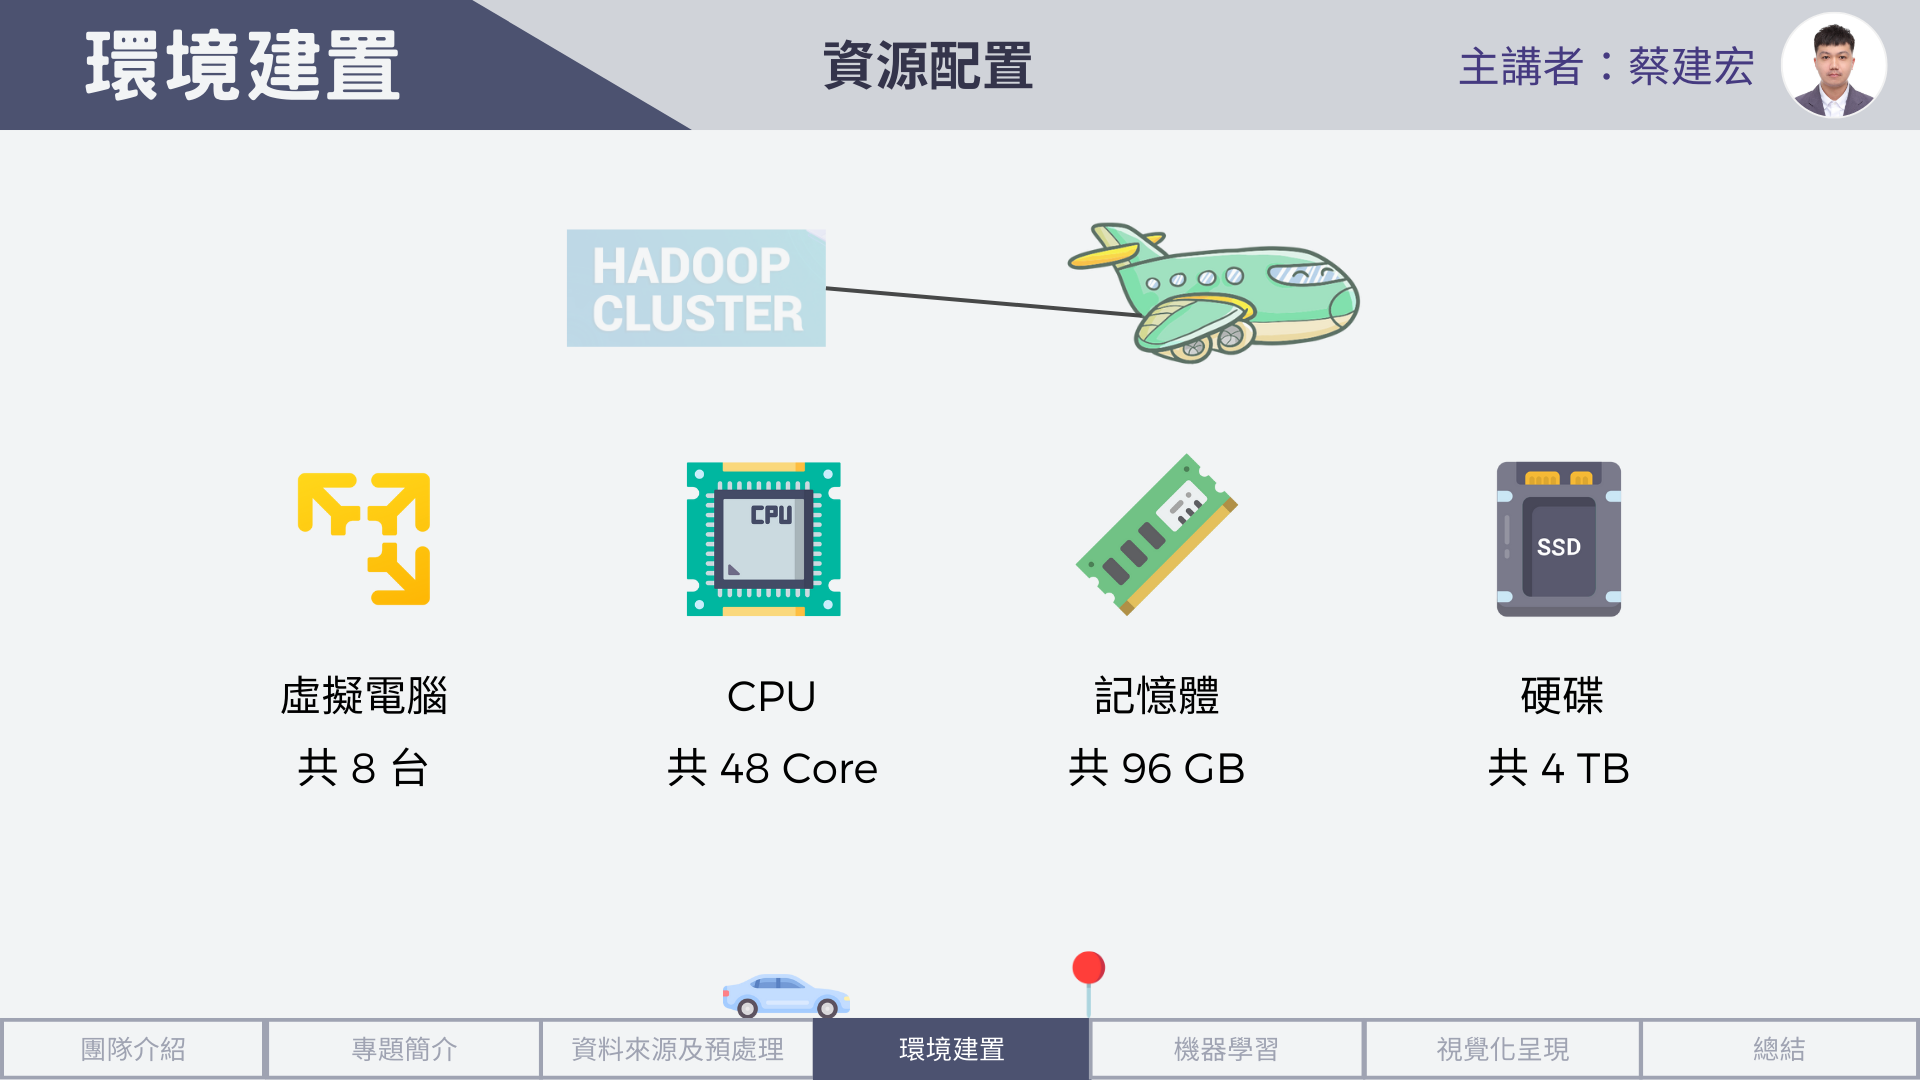 環境建置
資源配置
主講者：蔡建宏
HADOOP
CLUSTER
CPU
SSD
虛擬電腦
共 8 台
CPU
共 48 Core
記憶體
共 96 GB
硬碟
共 4 TB
團隊介紹
專題簡介
資料來源及預處理
環境建置
機器學習
視覺化呈現
總結